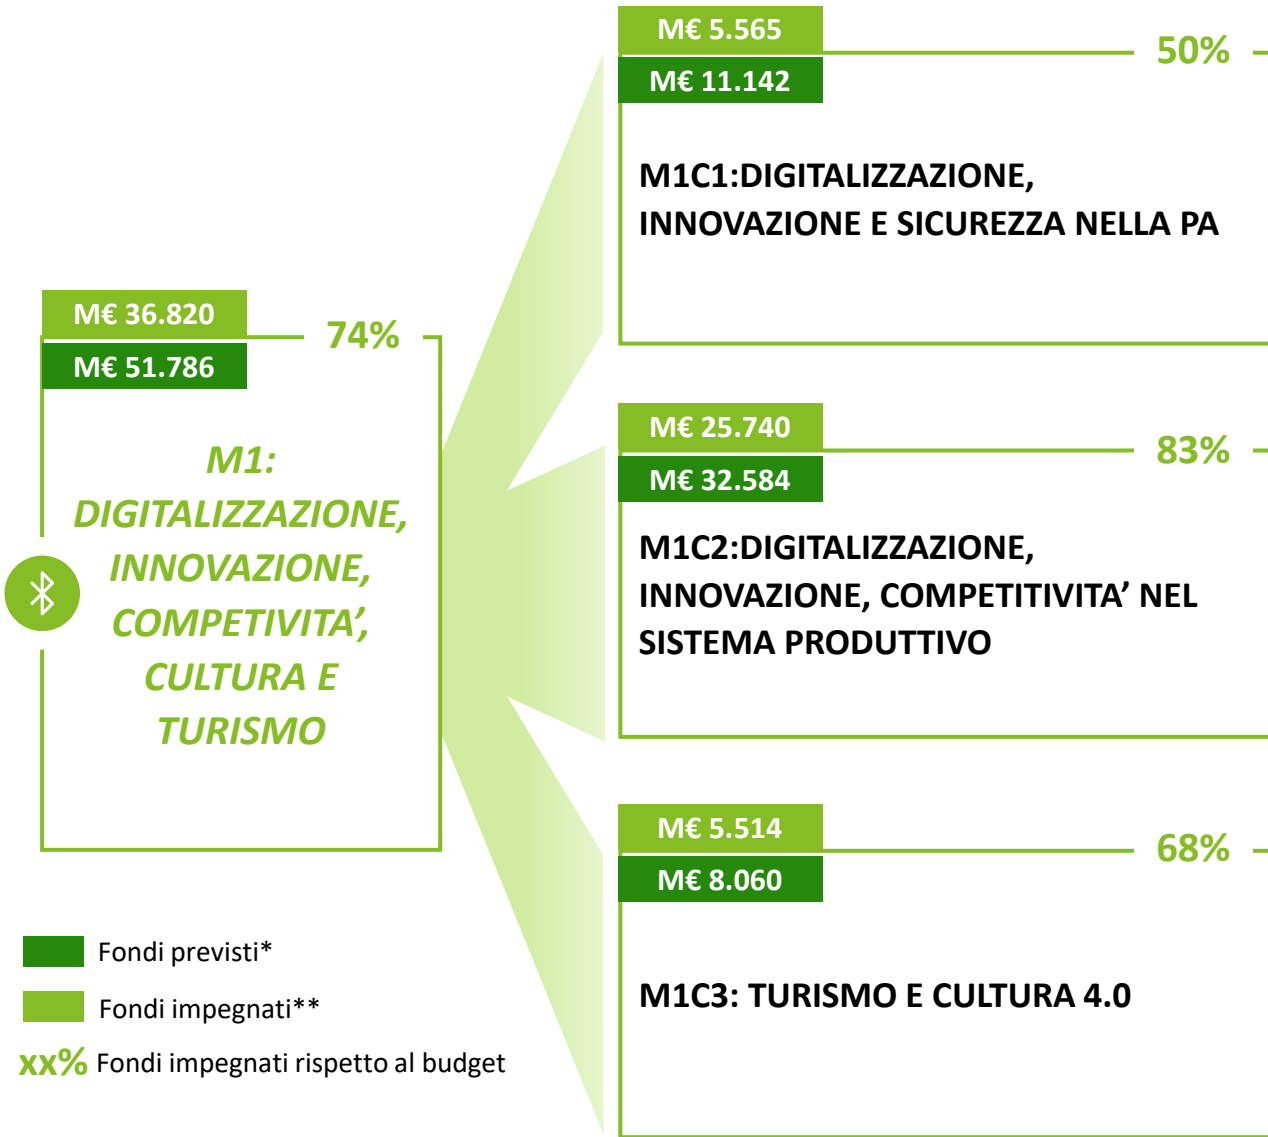 M€ 36.820
74%
M€ 51.786
M1:
DIGITALIZZAZIONE,
INNOVAZIONE,
COMPETIVITA’,
CULTURA E
TURISMO
M€ 5.565
50%
M€ 11.142
M1C1:DIGITALIZZAZIONE,
INNOVAZIONE E SICUREZZA NELLA PA
M€ 25.740
83%
M€ 32.584
M1C2:DIGITALIZZAZIONE,
INNOVAZIONE, COMPETITIVITA’ NEL
SISTEMA PRODUTTIVO
M€ 5.514
68%
M€ 8.060
M1C3: TURISMO E CULTURA 4.0
Fondi previsti*
Fondi impegnati**
xx% Fondi impegnati rispetto al budget